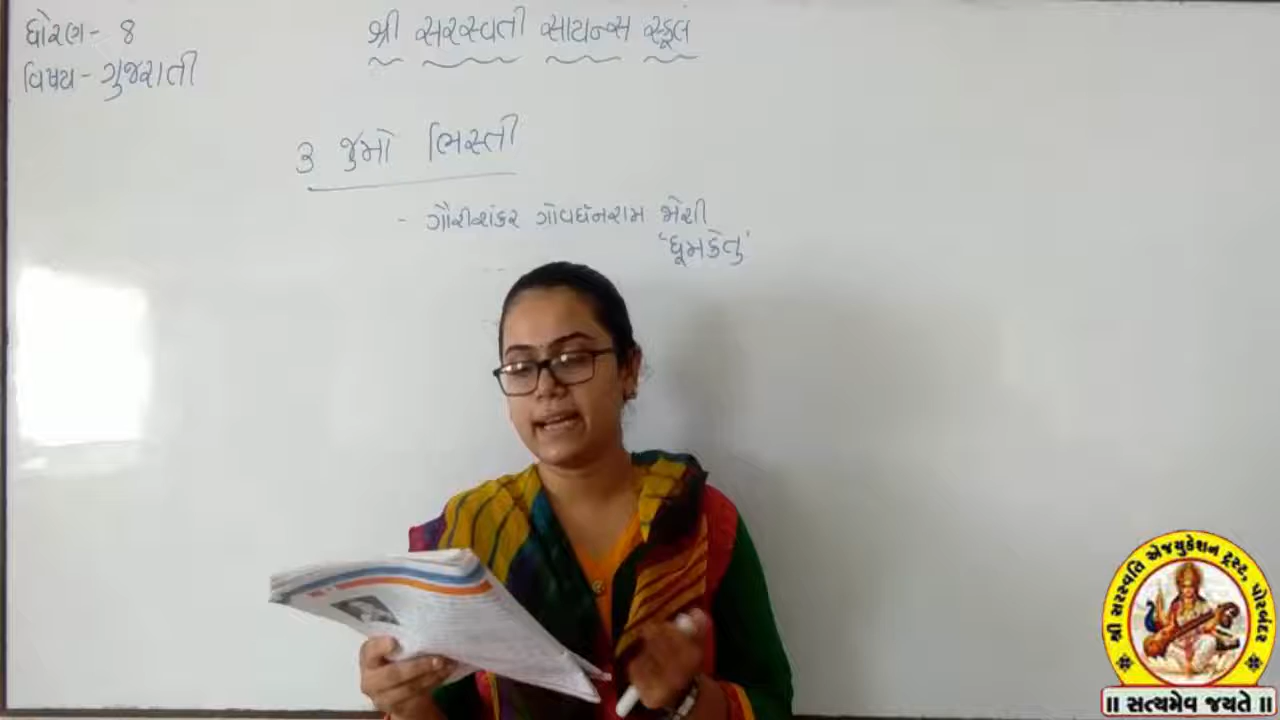 ધોરણ- 8
વિષય - ગુજરાતી
શ્રી સરસ્વતી સાયન્સ સ્કૂલ
૩ જુમો ભિસ્તી
- ગૌરીશંકર ગોવર્ધનરામ જોષી
'ધૂમકેતુ'
શ્રી સરસ્વતિ એજ્યુકેશન ટ્રસ્ટ, પોરબંદર
॥ સત્યમેવ જયતે ॥